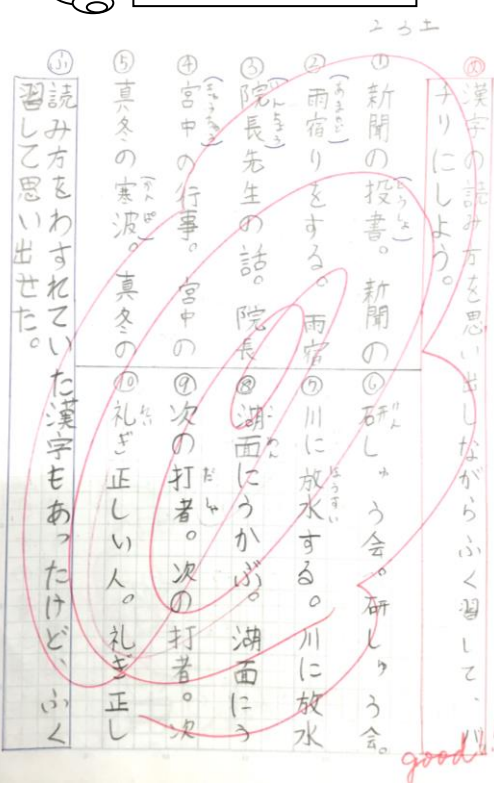 2 3 土
㋱漢字の読み方を思い出しながらふく習して、バッ
チリにしよう。
①新聞の投書(とうしょ)。新聞の
②雨宿(あまやど)りをする。雨宿
③院長(いんちょう)先生の話。院長
④宮中(きゅうちゅう)の行事。宮中の
⑤真冬の寒波(かんぱ)。真冬の
⑥研(けん)しゅう会。研しゅう会。
⑦川に放水(ほうすい)する。川に放水
⑧湖面(こめん)にうかぶ。湖面にう
⑨次の打者(だしゃ)。次の打者。次
⑩礼(れい)ぎ正しい人。礼ぎ正し
㋫読み方をわすれていた漢字もあったけど、ふく
習して思い出せた。
good!!